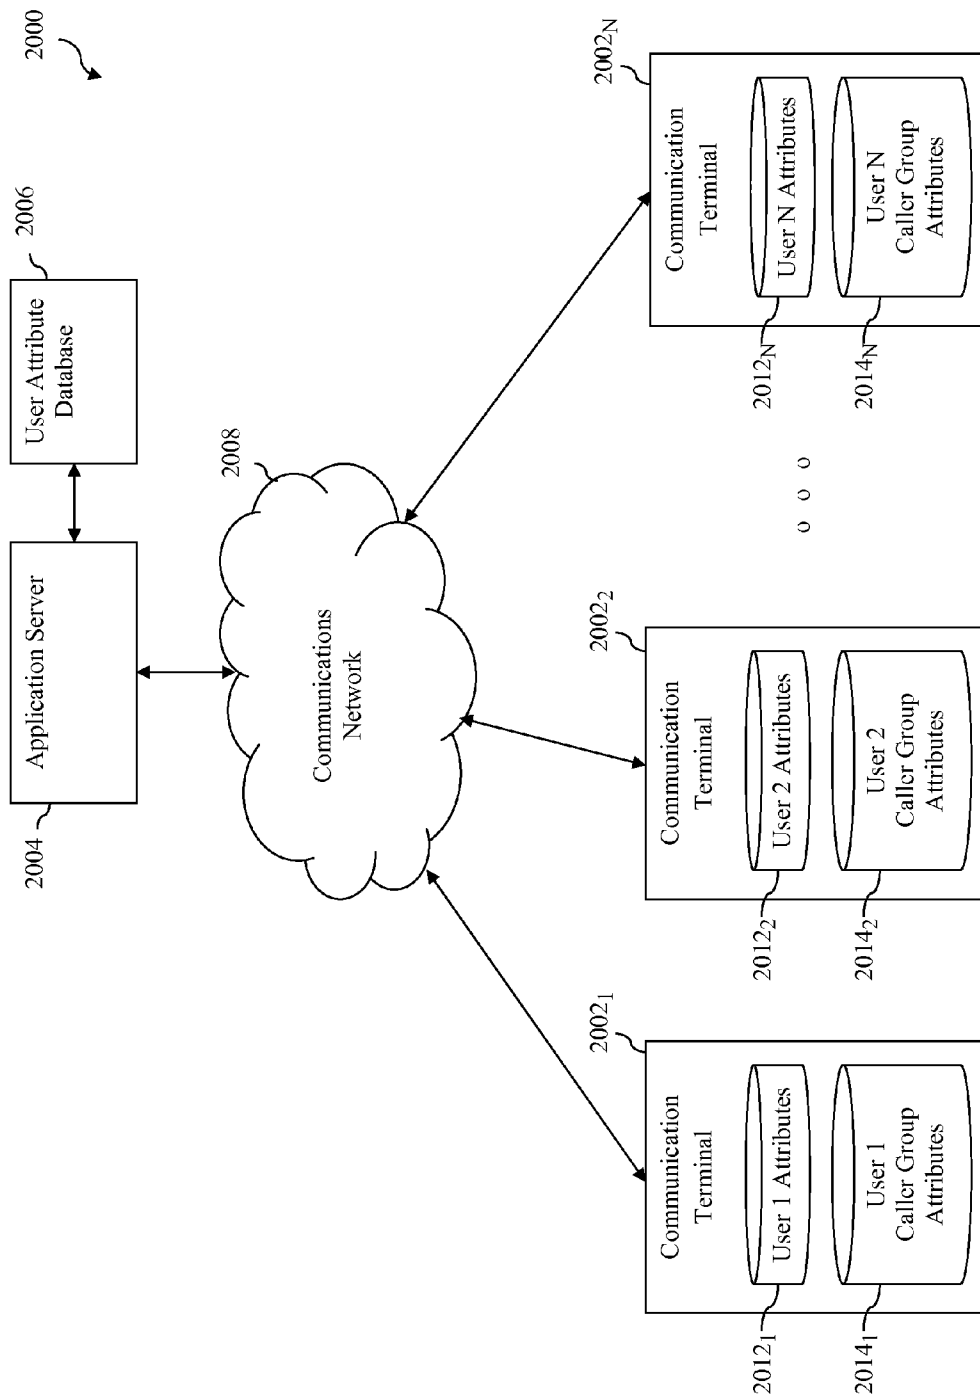 2000
2004
Application Server
User Attribute
Database
2006
2008
Communications
Network
2002₁
Communication
Terminal
User 1 Attributes
2012₁
User 1
Caller Group
Attributes
2014₁
2002₂
Communication
Terminal
User 2 Attributes
2012₂
User 2
Caller Group
Attributes
2014₂
o o o
2002N
Communication
Terminal
User N Attributes
2012N
User N
Caller Group
Attributes
2014N